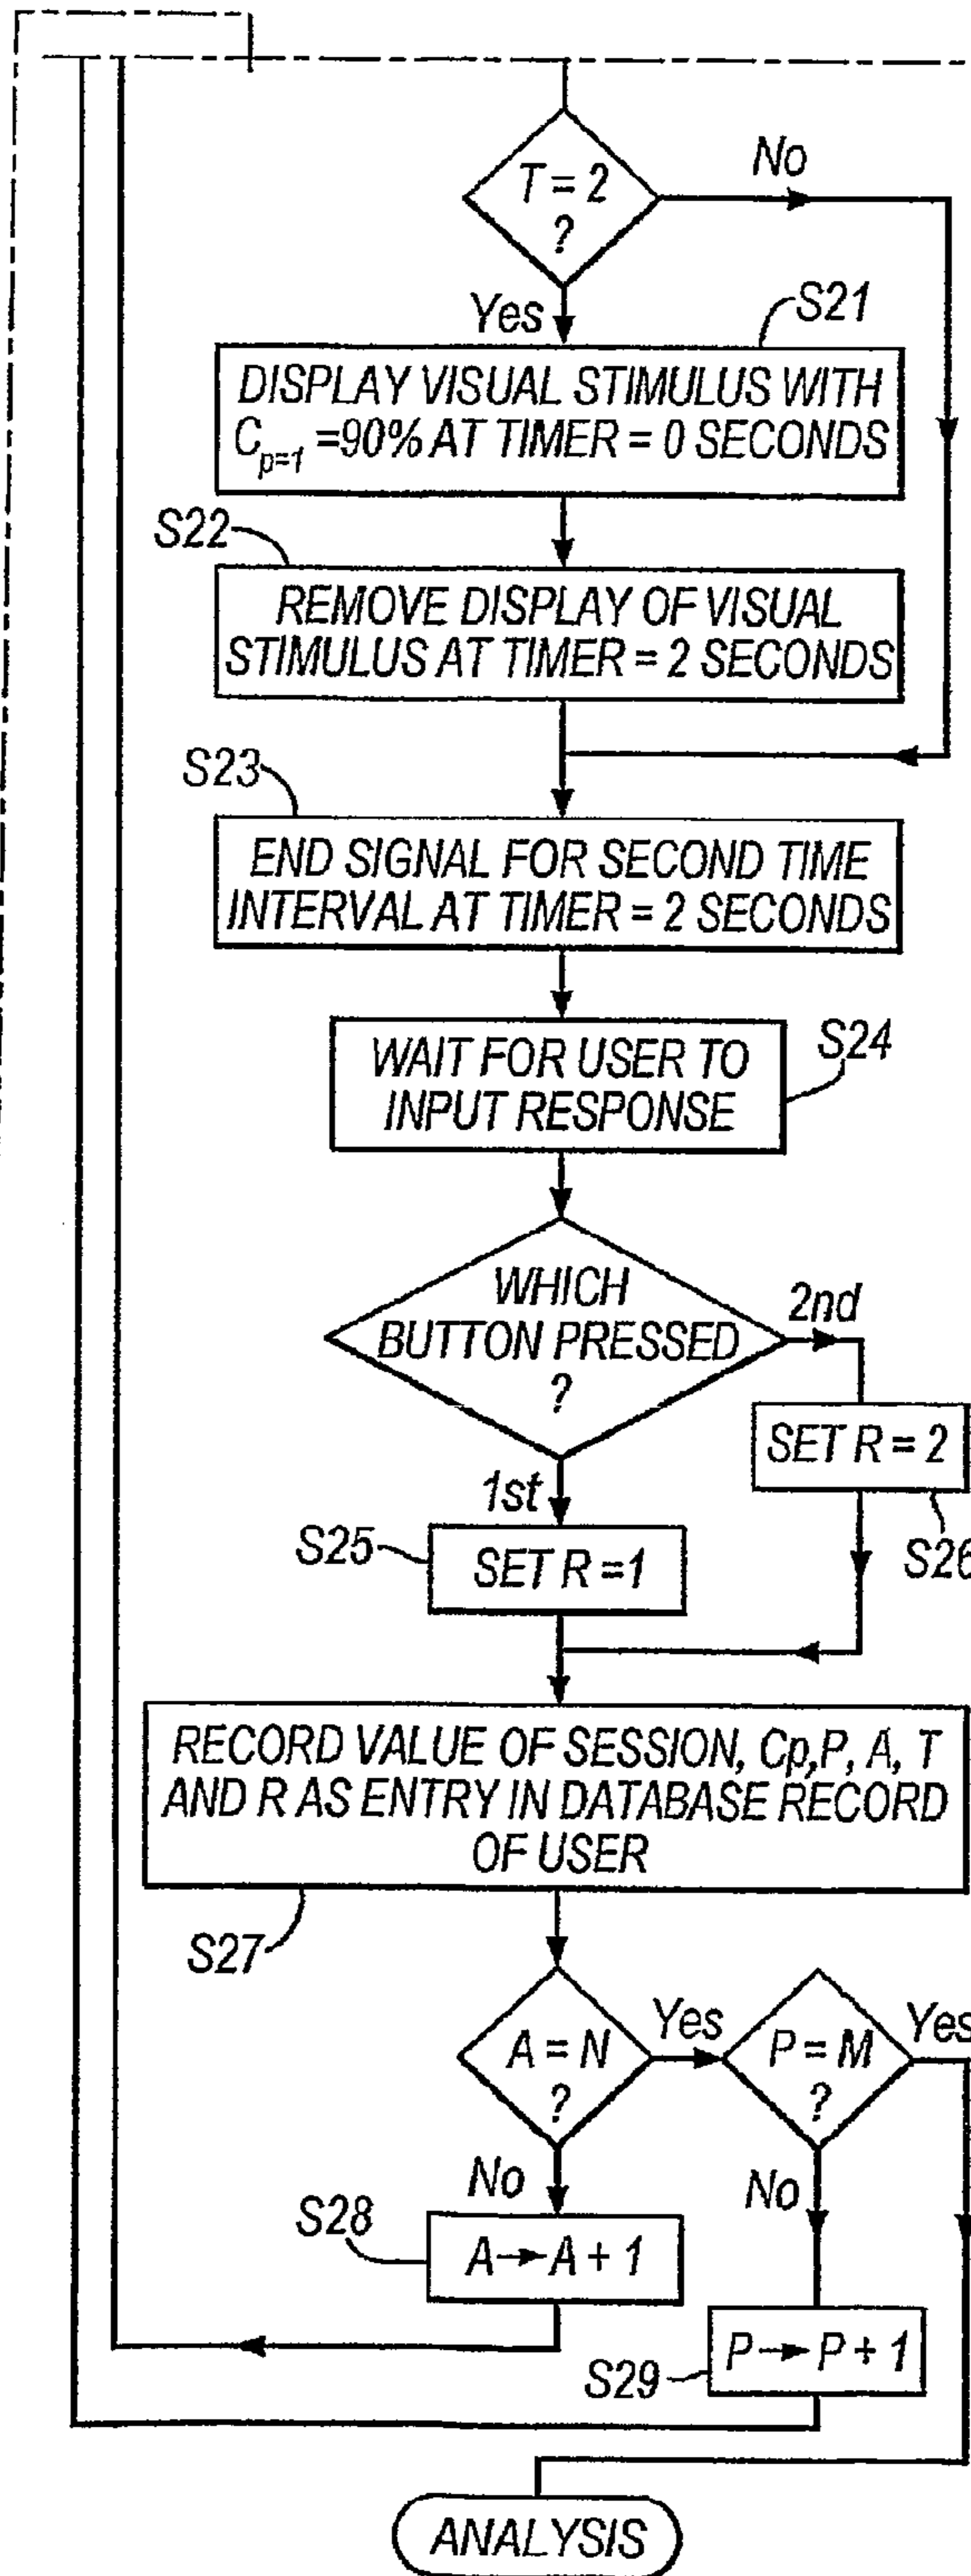 T = 2
?
No
Yes
S21
DISPLAY VISUAL STIMULUS WITH
Cp=1 =90% AT TIMER = 0 SECONDS
S22
REMOVE DISPLAY OF VISUAL
STIMULUS AT TIMER = 2 SECONDS
S23
END SIGNAL FOR SECOND TIME
INTERVAL AT TIMER = 2 SECONDS
S24
WAIT FOR USER TO
INPUT RESPONSE
WHICH
BUTTON PRESSED
?
2nd
SET R = 2
S26
1st
S25
SET R =1
RECORD VALUE OF SESSION, Cp,P, A, T
AND R AS ENTRY IN DATABASE RECORD
OF USER
S27
A = N
?
Yes
P = M
?
Yes
No
No
S28
A→A + 1
P→P + 1
S29
ANALYSIS